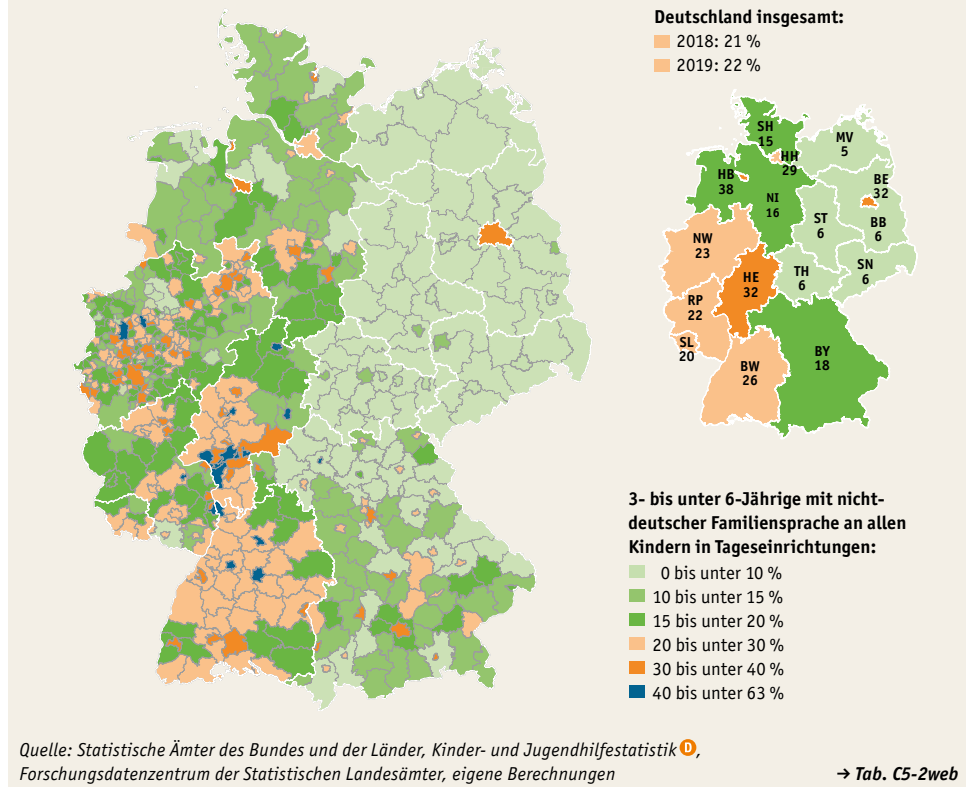 Deutschland insgesamt:
2018: 21 %
2019: 22 %
SH
15
MV
5
HH
29
HB
38
BE
32
NI
16
ST
6
BB
6
NW
23
HE
32
TH
6
SN
6
RP
22
SL
20
BW
26
BY
18
3- bis unter 6-Jährige mit nicht-
deutscher Familiensprache an allen
Kindern in Tageseinrichtungen:
0 bis unter 10 %
10 bis unter 15 %
15 bis unter 20 %
20 bis unter 30 %
30 bis unter 40 %
40 bis unter 63 %
Quelle: Statistische Ämter des Bundes und der Länder, Kinder- und Jugendhilfestatistik D,
Forschungsdatenzentrum der Statistischen Landesämter, eigene Berechnungen
→ Tab. C5-2web